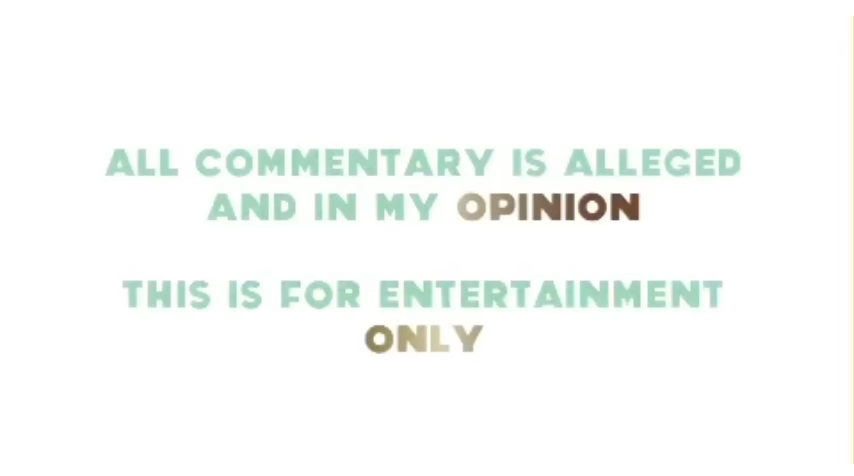 ALL COMMENTARY IS ALLEGED
AND IN MY OPINION
THIS IS FOR ENTERTAINMENT
ONLY